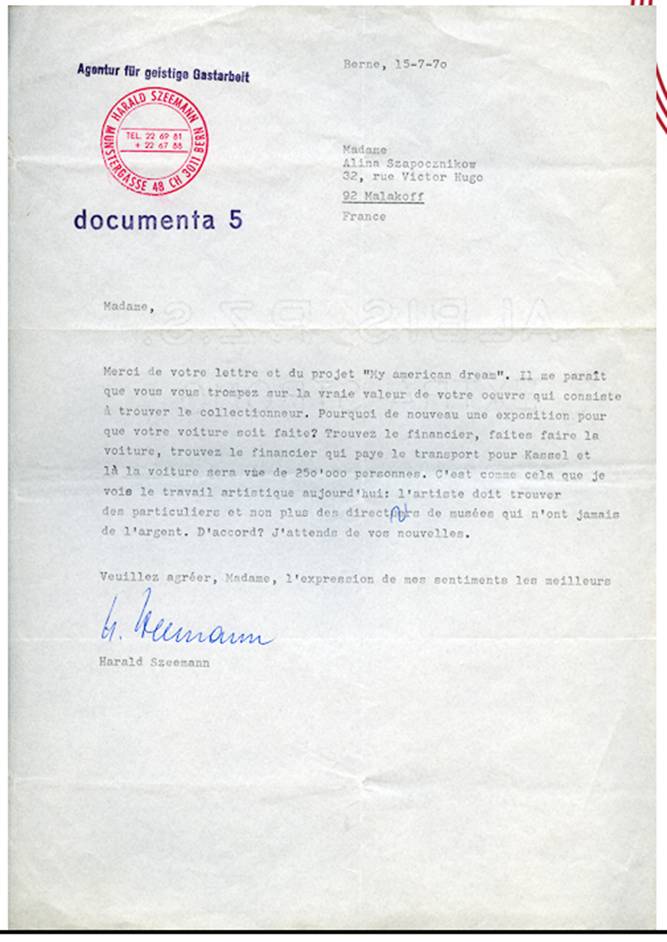 Agentur für geistige Gastarbeit
HARALD SZEEMANN
TEL. 22 69 81
+ 22 67 88
MÜNSTERGASSE 48 CH 3011 BERN
documenta 5
Berne, 15-7-70
Madame
Alina Szapocznikow
32, rue Victor Hugo
92 Malakoff
France
Madame,
Merci de votre lettre et du projet "My american dream". Il me paraît
que vous vous trompez sur la vraie valeur de votre oeuvre qui consiste
à trouver le collectionneur. Pourquoi de nouveau une exposition pour
que votre voiture soit faite? Trouvez le financier, faites faire la
voiture, trouvez le financier qui paye le transport pour Kassel et
là la voiture sera vue de 250'000 personnes. C'est comme cela que je
vois le travail artistique aujourd'hui: l'artiste doit trouver
des particuliers et non plus des de musées qui n'ont jamais
de l'argent. D'accord? J'attends de vos nouvelles.
Veuillez agréer, Madame, l'expression de mes sentiments les meilleurs
H. Szeemann
Harald Szeemann